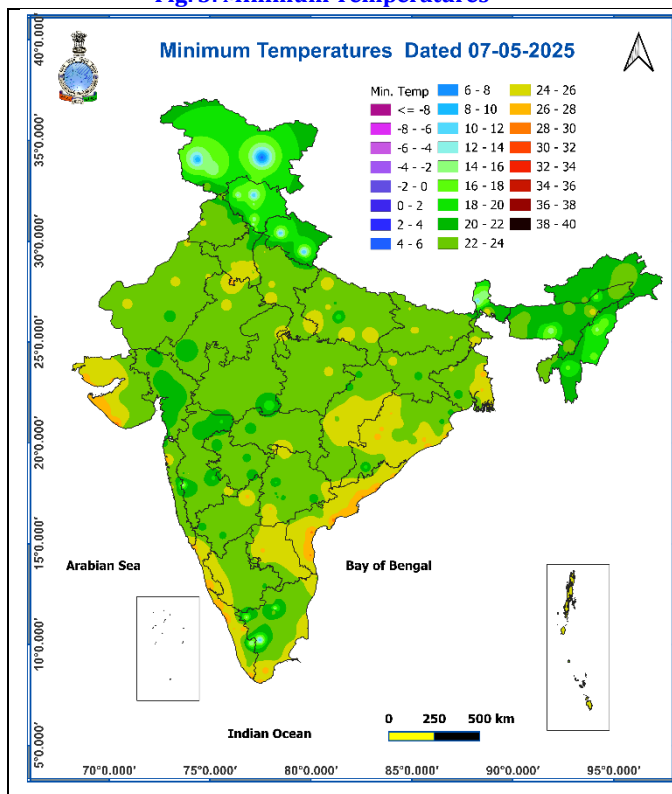 Fig. 3. Minimum Temperatures
Minimum Temperatures Dated 07-05-2025
Min. Temp
<= -8
-8 - -6
-6 - -4
-4 - -2
-2 - 0
0 - 2
2 - 4
4 - 6
6 - 8
8 - 10
10 - 12
12 - 14
14 - 16
16 - 18
18 - 20
20 - 22
22 - 24
24 - 26
26 - 28
28 - 30
30 - 32
32 - 34
34 - 36
36 - 38
38 - 40
40°0.000'
35°0.000'
30°0.000'
25°0.000'
20°0.000'
15°0.000'
10°0.000'
5°0.000'
Arabian Sea
Bay of Bengal
Indian Ocean
0 250 500 km
70°0.000' 75°0.000' 80°0.000' 85°0.000' 90°0.000' 95°0.000'